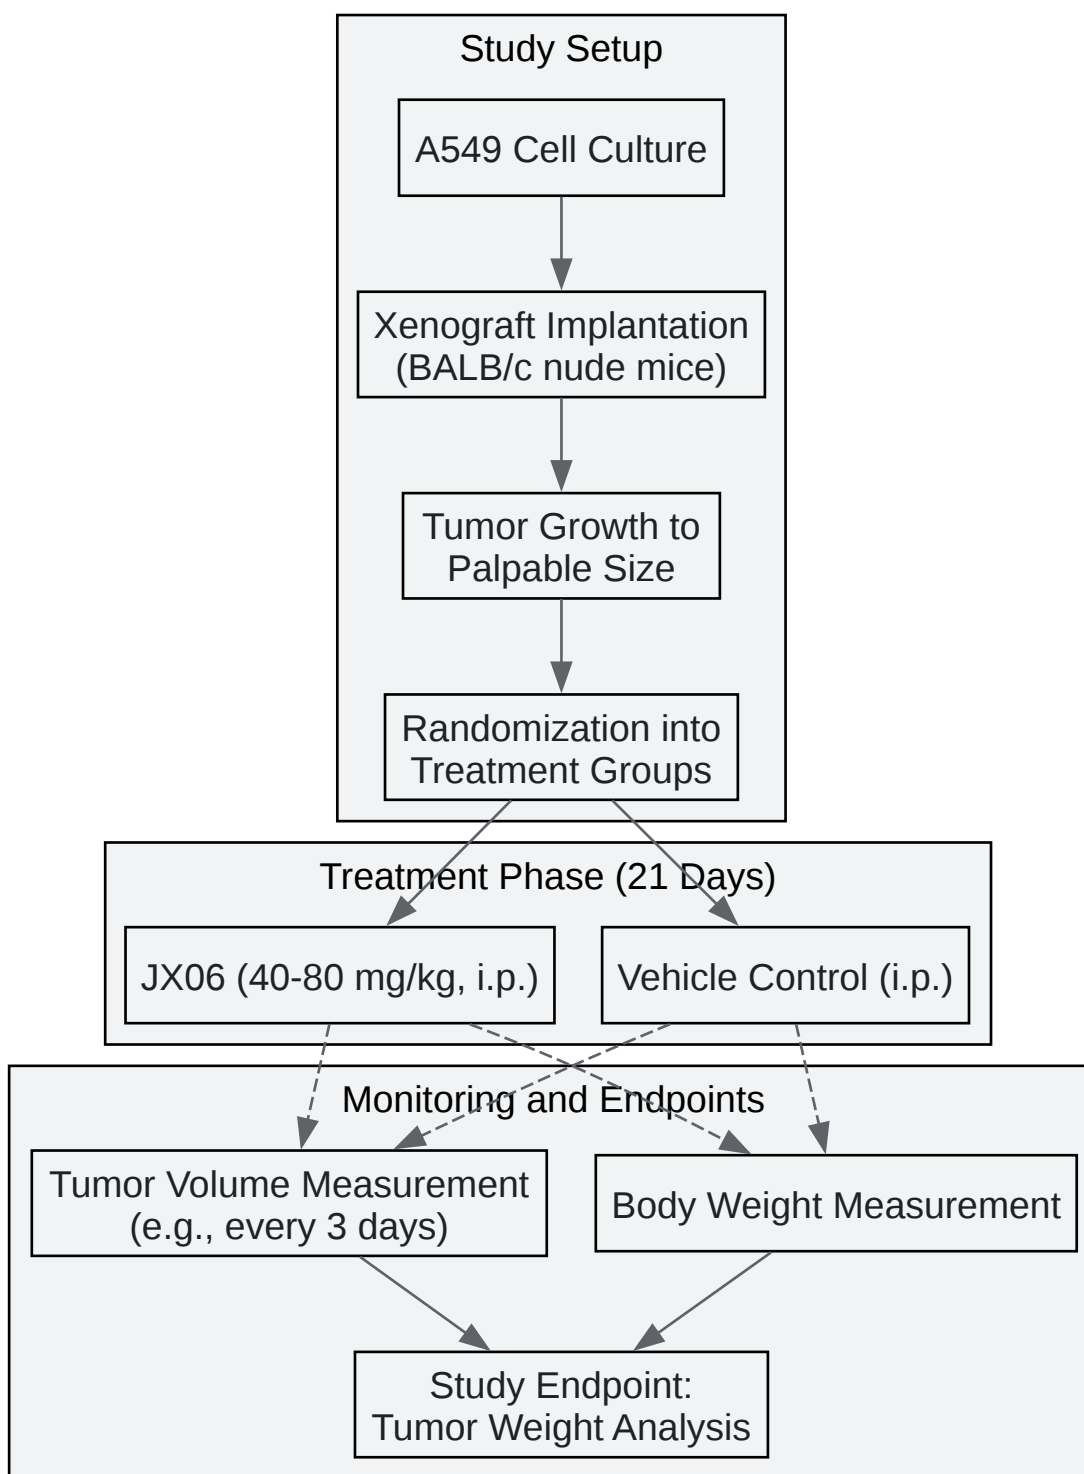 Study Setup
A549 Cell Culture
Xenograft Implantation
(BALB/c nude mice)
Tumor Growth to
Palpable Size
Randomization into
Treatment Groups
Treatment Phase (21 Days)
JX06 (40-80 mg/kg, i.p.)
Vehicle Control (i.p.)
Monitoring and Endpoints
Tumor Volume Measurement
(e.g., every 3 days)
Body Weight Measurement
Study Endpoint:
Tumor Weight Analysis